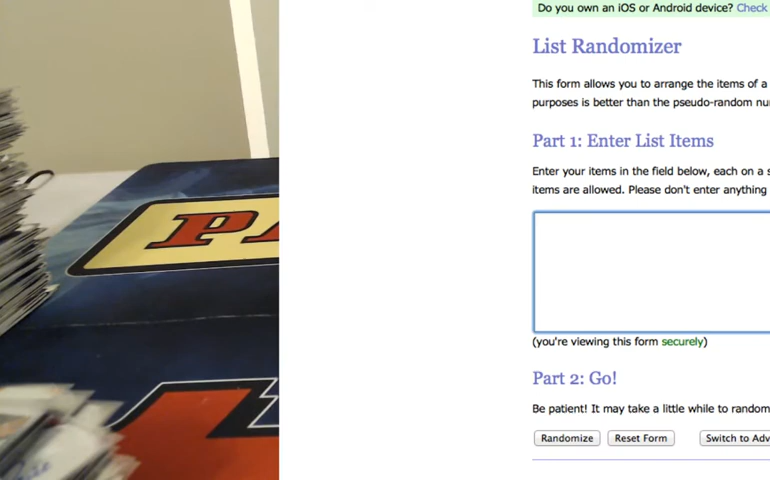 Do you own an iOS or Android device? Check
List Randomizer
This form allows you to arrange the items of a
purposes is better than the pseudo-random nu
Part 1: Enter List Items
Enter your items in the field below, each on a s
items are allowed. Please don't enter anything
(you're viewing this form securely)
Part 2: Go!
Be patient! It may take a little while to random
Randomize Reset Form Switch to Adv
PA